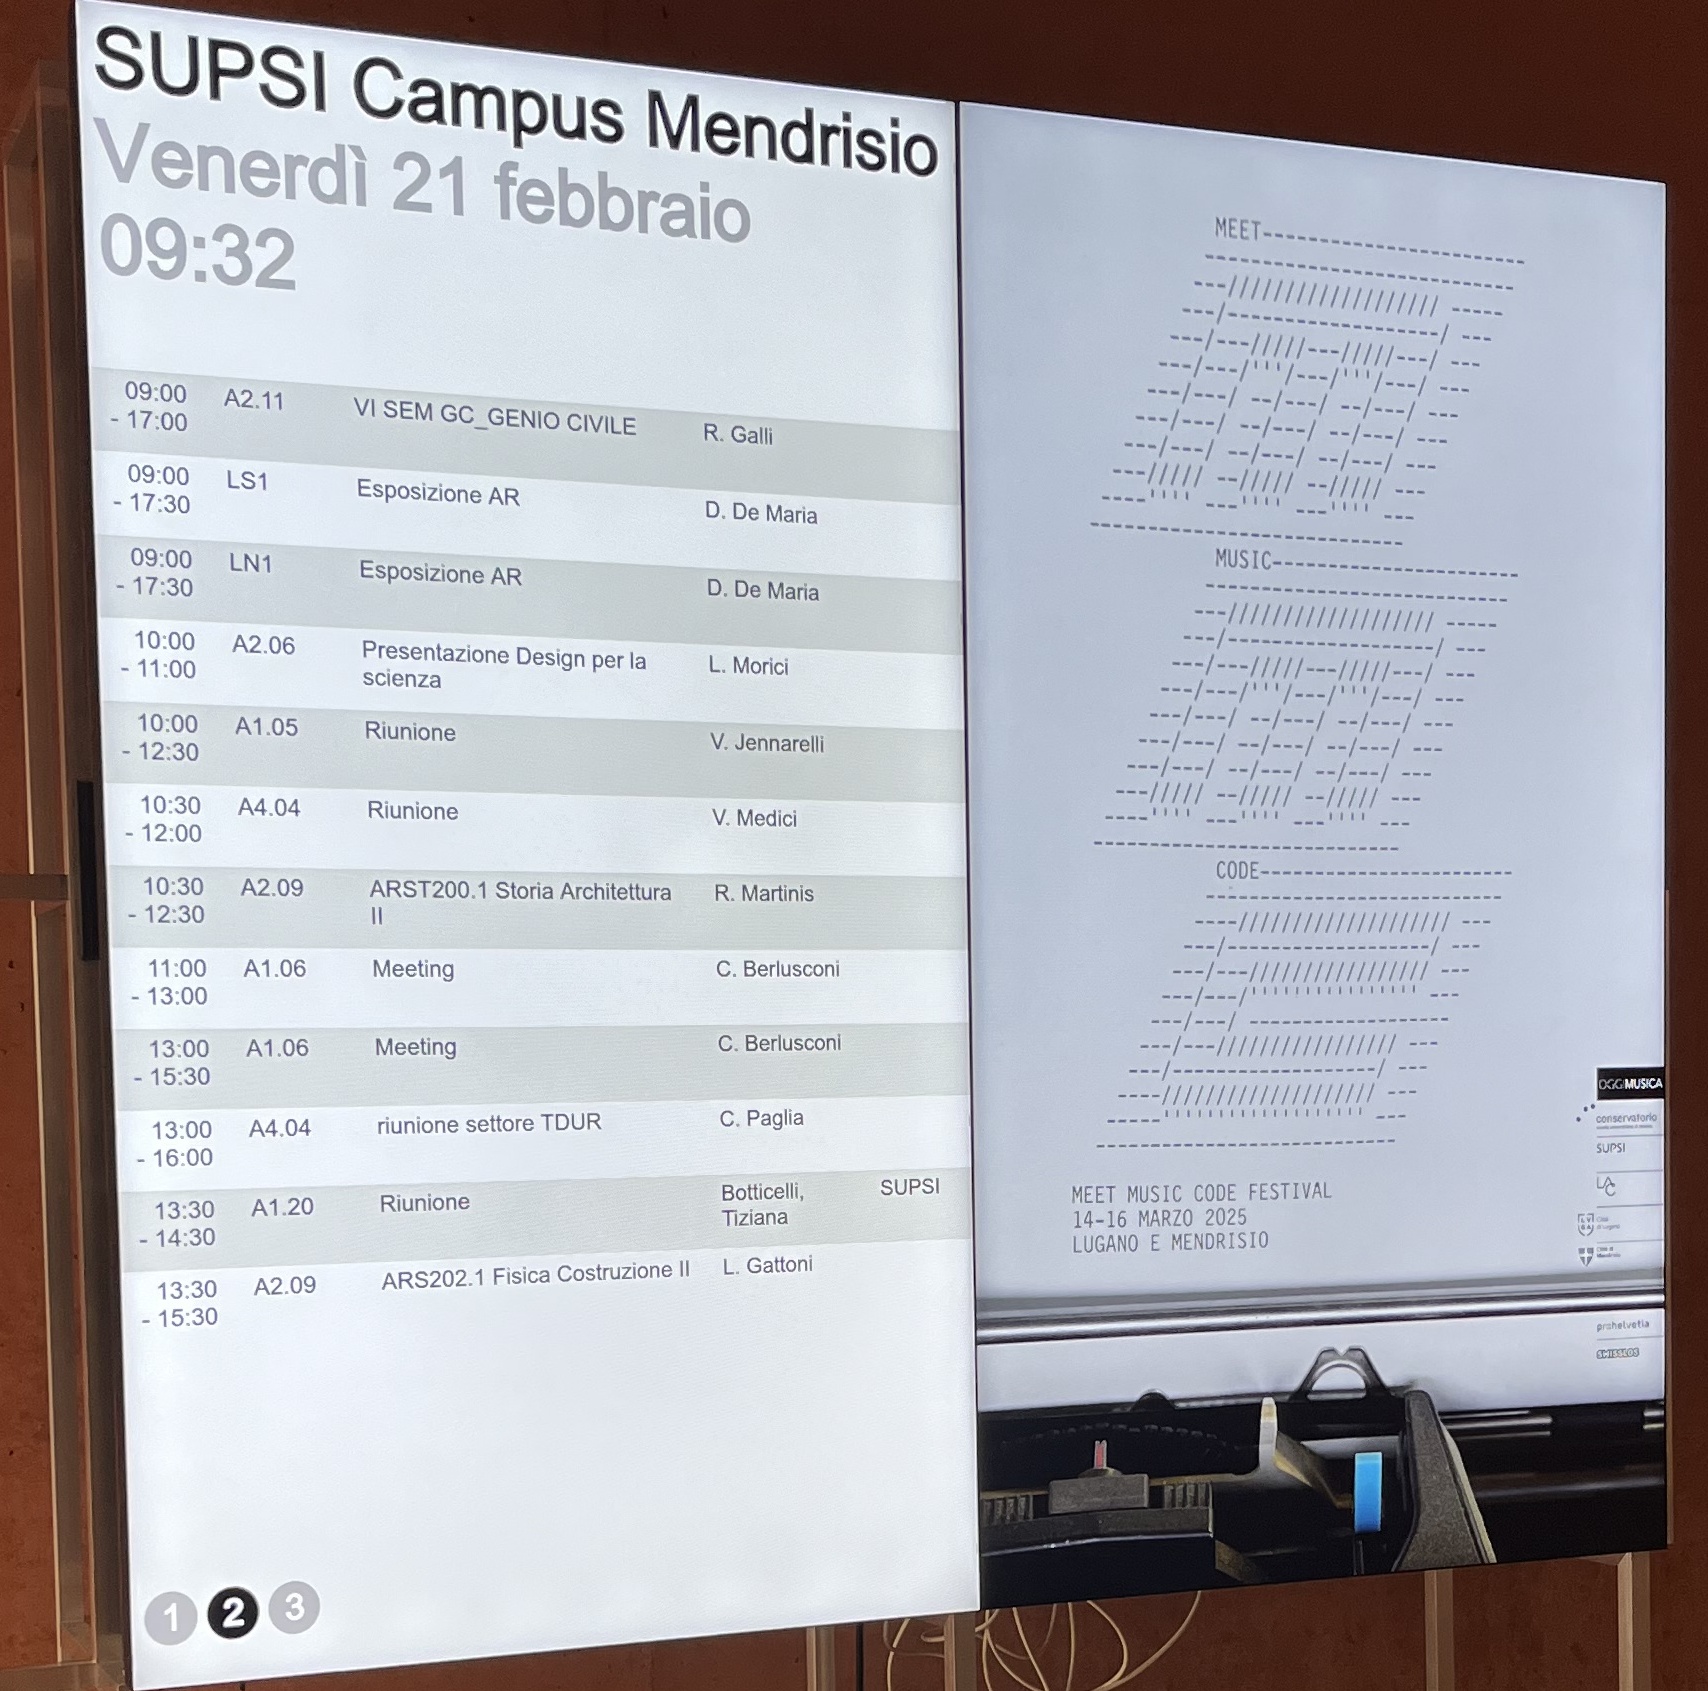 SUPSI Campus Mendrisio
Venerdì 21 febbraio
09:32
09:00 - 17:00 A2.11 VI SEM GC_GENIO CIVILE R. Galli
09:00 - 17:30 LS1 Esposizione AR D. De Maria
09:00 - 17:30 LN1 Esposizione AR D. De Maria
10:00 - 11:00 A2.06 Presentazione Design per la scienza L. Morici
10:00 - 12:30 A1.05 Riunione V. Jennarelli
10:30 - 12:00 A4.04 Riunione V. Medici
10:30 - 12:30 A2.09 ARST200.1 Storia Architettura II R. Martinis
11:00 - 13:00 A1.06 Meeting C. Berlusconi
13:00 - 15:30 A1.06 Meeting C. Berlusconi
13:00 - 16:00 A4.04 riunione settore TDUR C. Paglia
13:30 - 14:30 A1.20 Riunione Botticelli, Tiziana SUPSI
13:30 - 15:30 A2.09 ARS202.1 Fisica Costruzione II L. Gattoni
1 2 3
MEET
MUSIC
CODE
MEET MUSIC CODE FESTIVAL
14-16 MARZO 2025
LUGANO E MENDRISIO
OGGIMUSICA
conservatorio
SUPSI
LAC
prohelvetia
SWISSLOS